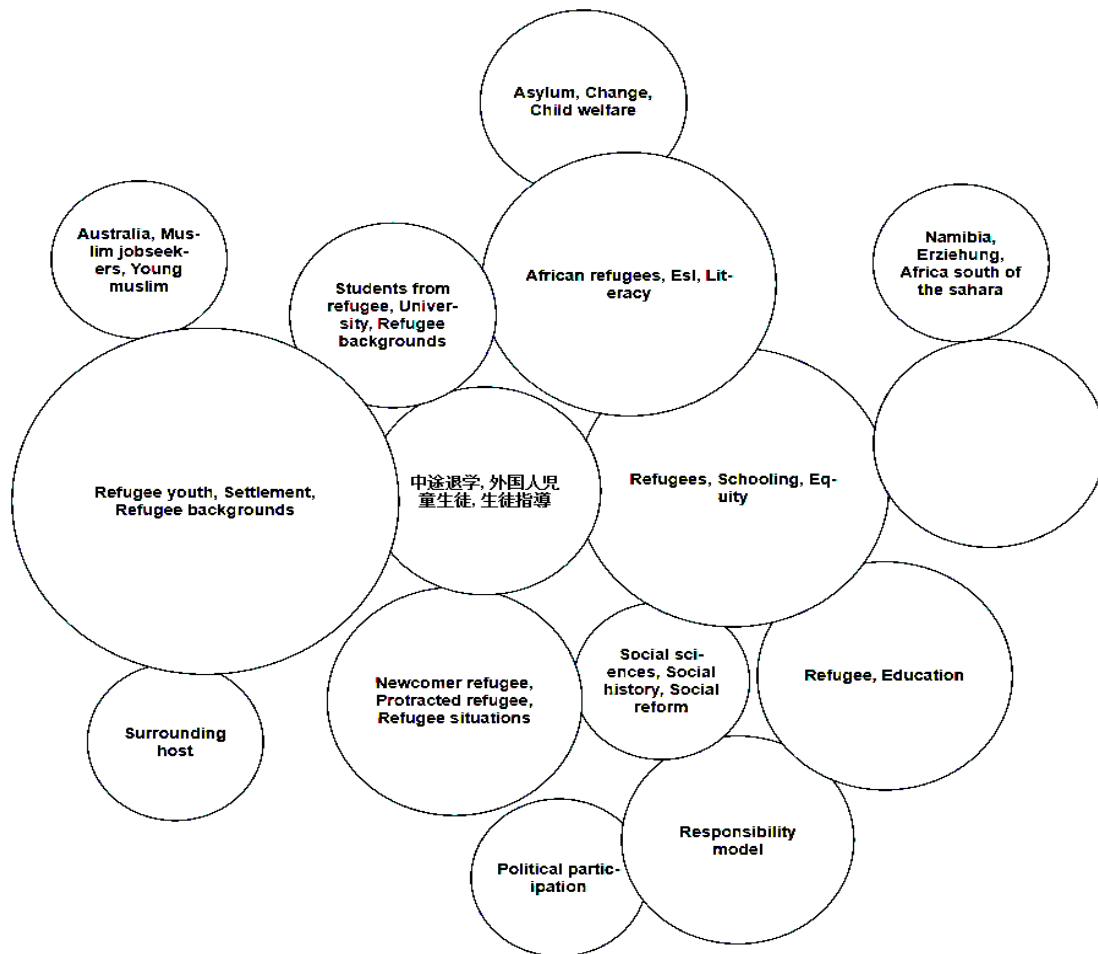 Asylum, Change,
Child welfare
Australia, Mus-
lim jobseek-
ers, Young
muslim
Students from
refugee, Univer-
sity, Refugee
backgrounds
African refugees, Esl, Lit-
eracy
Namibia,
Erziehung,
Africa south of
the sahara
Refugee youth, Settlement,
Refugee backgrounds
中途退学, 外国人児
童生徒, 生徒指導
Refugees, Schooling, Eq-
uity
Newcomer refugee,
Protracted refugee,
Refugee situations
Social sci-
ences, Social
history, Social
reform
Refugee, Education
Surrounding
host
Political partic-
ipation
Responsibility
model